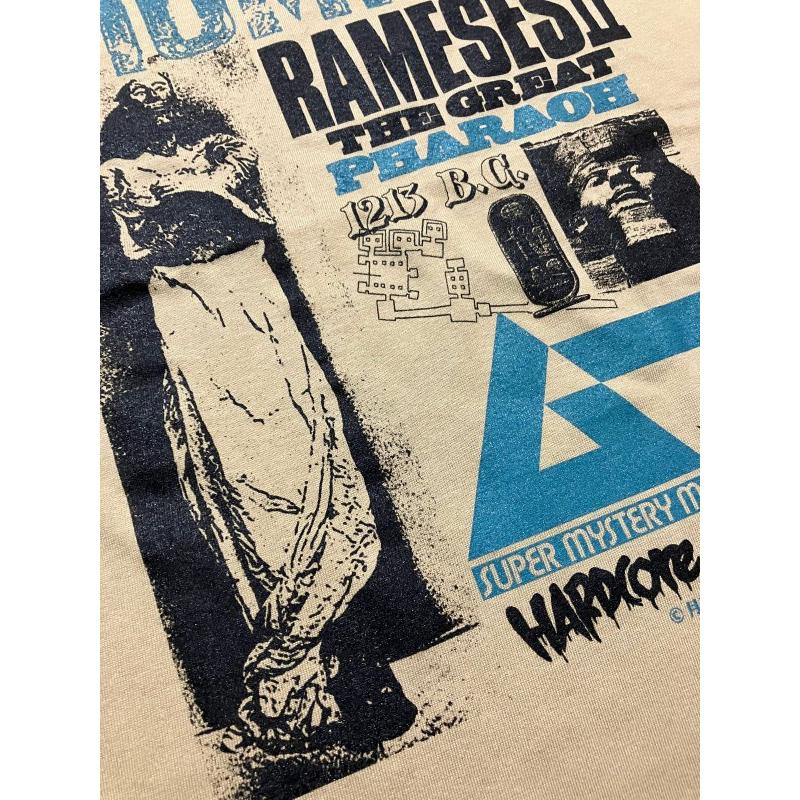 RAMESES II
THE GREAT
PHARAOH
1213 B.C.
SUPER MYSTERY
HARDCORE
©